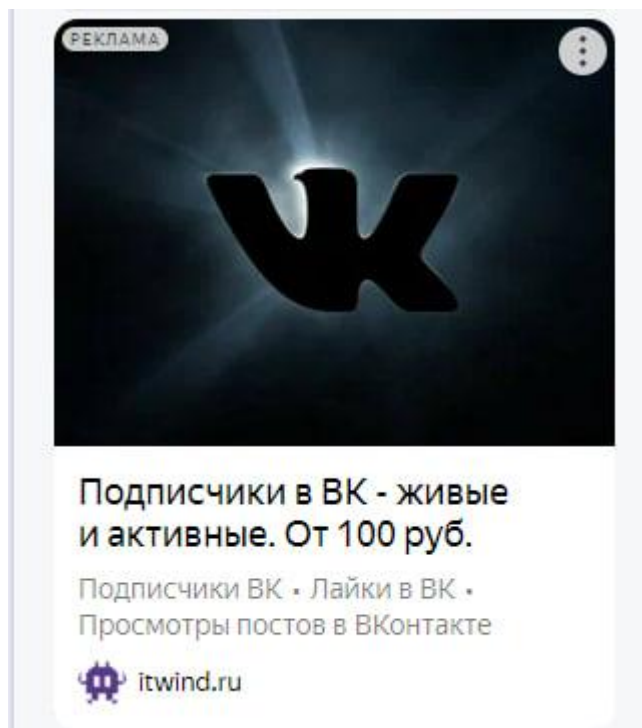 РЕКЛАМА
Подписчики в ВК - живые
и активные. От 100 руб.
Подписчики ВК • Лайки в ВК •
Просмотры постов в ВКонтакте
itwind.ru